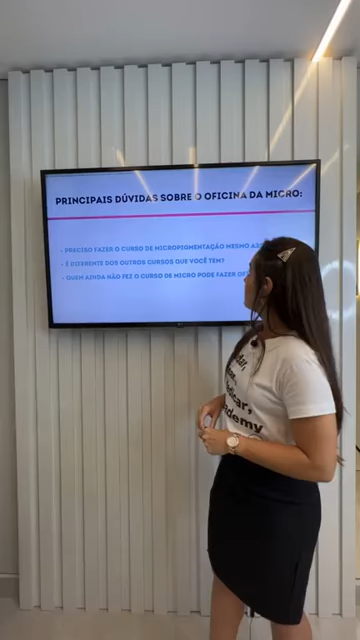 PRINCIPAIS DÚVIDAS SOBRE O OFICINA DA MICRO:
- PRECISO FAZER O CURSO DE MICROPIGMENTAÇÃO MESMO
- É DIFERENTE DOS OUTROS CURSOS QUE VOCÊ TEM?
- QUEM AINDA NÃO FEZ O CURSO DE MICRO PODE FAZER